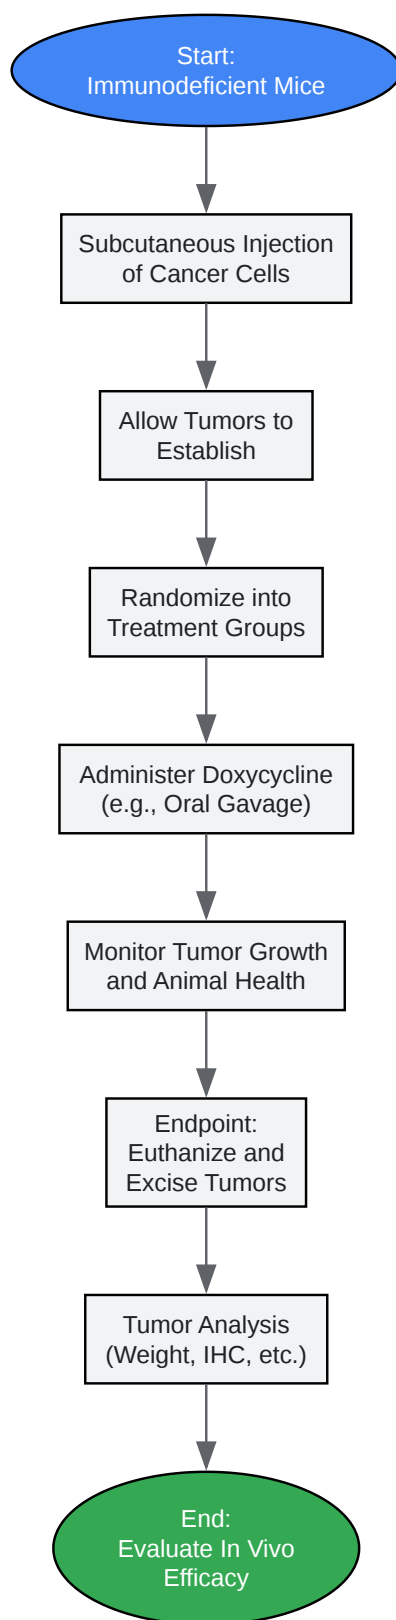 Start:
Immunodeficient Mice
Subcutaneous Injection
of Cancer Cells
Allow Tumors to
Establish
Randomize into
Treatment Groups
Administer Doxycycline
(e.g., Oral Gavage)
Monitor Tumor Growth
and Animal Health
Endpoint:
Euthanize and
Excise Tumors
Tumor Analysis
(Weight, IHC, etc.)
End:
Evaluate In Vivo
Efficacy